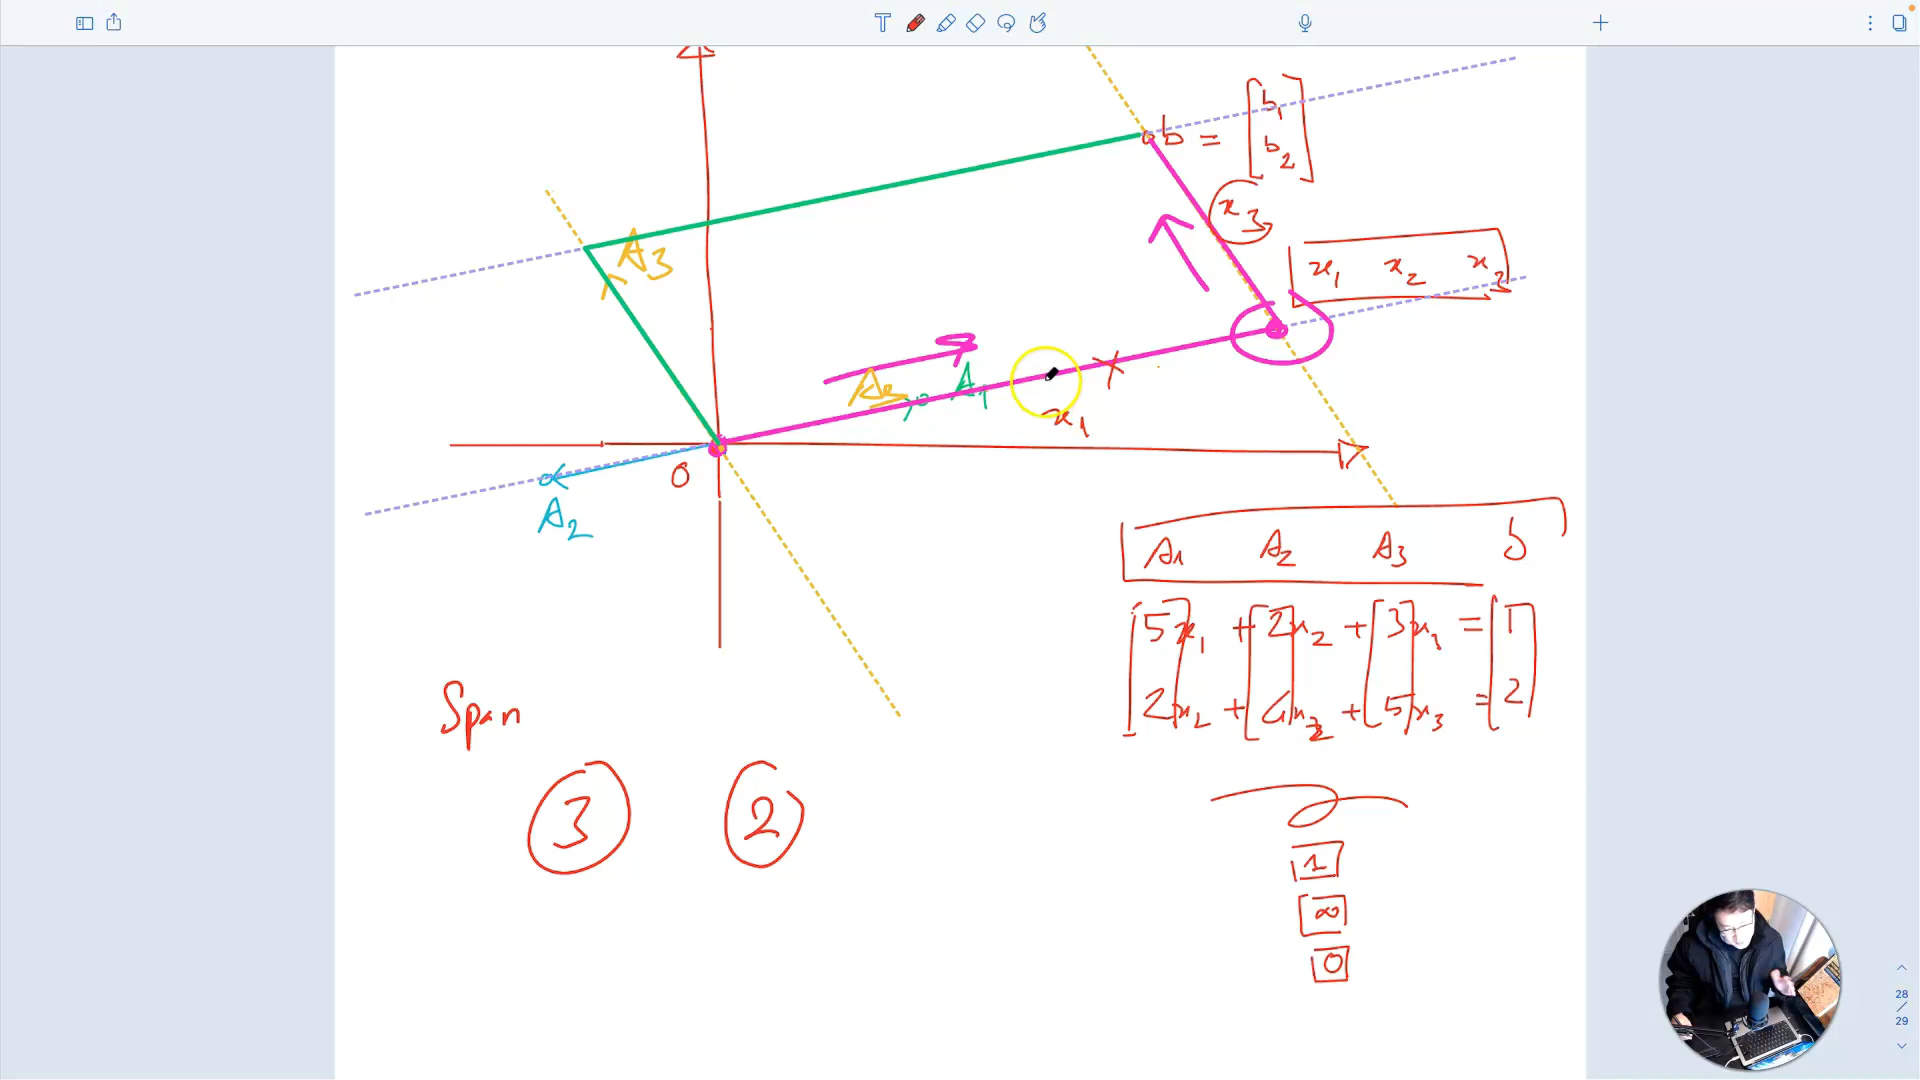 T
b = [b₁
b₂]
x₃
A₃
x₁ x₂ x₃
A₁
x₁
0
A₂
A₁ A₂ A₃ b
5x₁ + 2x₂ + 3x₃ = 1
2x₂ + 4x₂ + 5x₃ = 2
Span
3 2
1
∞
0
28
/
29